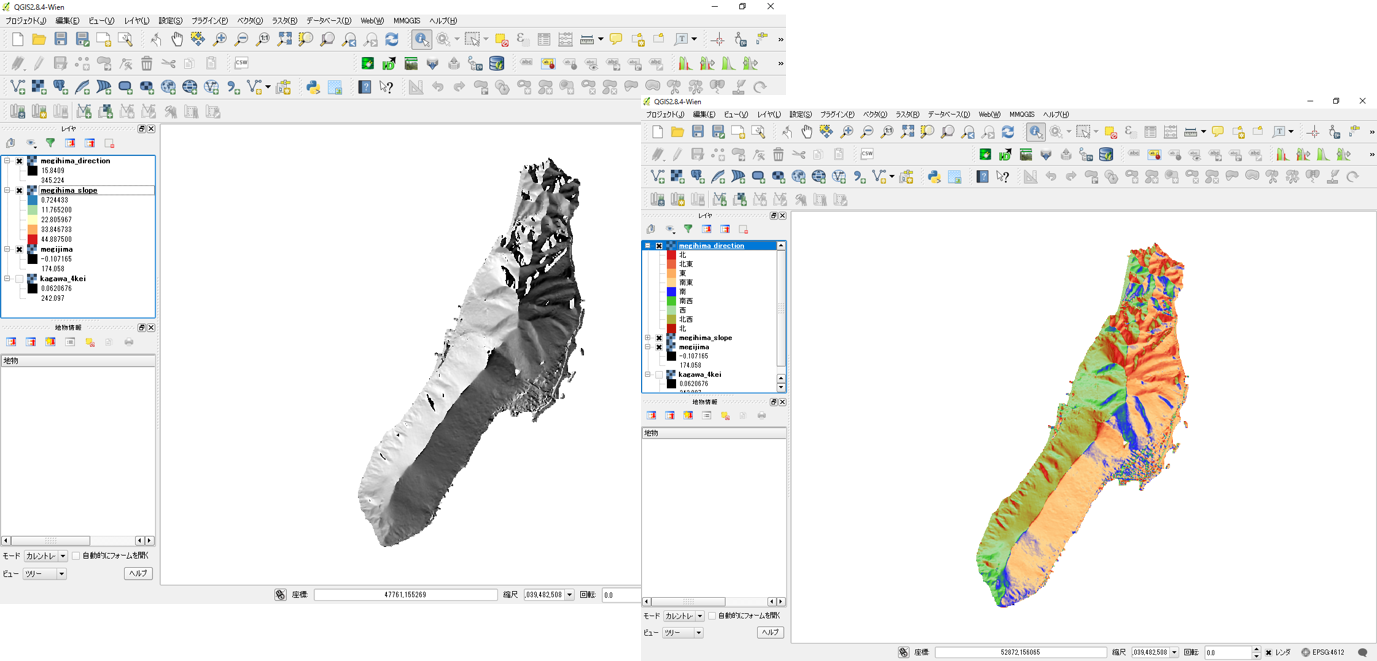 QGIS2.8.4-Wien
プロジェクト(J) 編集(E) ビュー(V) レイヤ(L) 設定(S) プラグイン(P) ベクタ(O) ラスタ(R) データベース(D) Web(W) MMQGIS ヘルプ(H)
CSW
レイヤ
megihima_direction
15.8409
345.224
megihima_slope
0.724433
11.765200
22.805967
33.846733
44.887500
megijima
-0.107165
174.058
kagawa_4kei
0.0620676
242.097
地物情報
地物
モード カレントレ 自動的にフォームを開く
ビュー ツリー ヘルプ
座標: 47761,155269 縮尺 ,039,482,508 回転: 0.0
QGIS2.8.4-Wien
プロジェクト(J) 編集(E) ビュー(V) レイヤ(L) 設定(S) プラグイン(P) ベクタ(O) ラスタ(R) データベース(D) Web(W) MMQGIS ヘルプ(H)
CSW
レイヤ
megihima_direction
北
北東
東
南東
南
南西
西
北西
北
megihima_slope
megijima
-0.107165
174.058
kagawa_4kei
0.0620676
地物情報
地物
モード カレントレ 自動的にフォームを開く
ビュー ツリー ヘルプ
座標: 52872,156065 縮尺 ,039,482,508 回転: 0.0 レンダ EPSG:4612